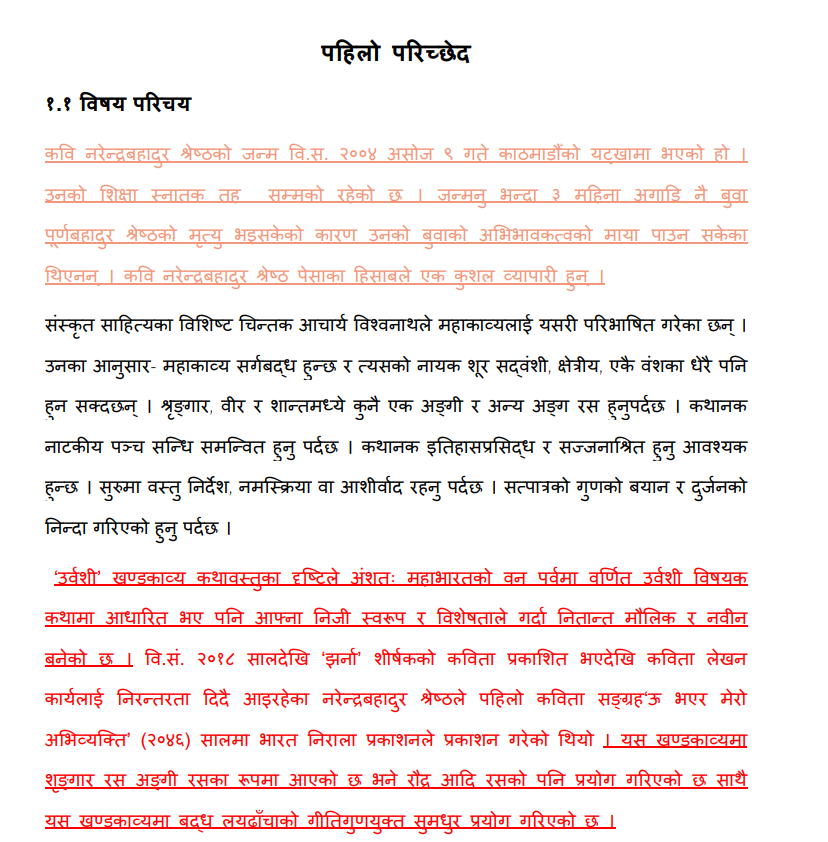 पहिलो परिच्छेद
१.१ विषय परिचय
कवि नरेन्द्रबहादुर श्रेष्ठको जन्म वि.स. २००४ असोज ९ गते काठमाडौँको यट्खामा भएको हो ।
उनको शिक्षा स्नातक तह सम्मको रहेको छ । जन्मनु भन्दा ३ महिना अगाडि नै बुवा
पूर्णबहादुर श्रेष्ठको मृत्यु भइसकेको कारण उनको बुवाको अभिभावकत्वको माया पाउन सकेका
थिएनन् । कवि नरेन्द्रबहादुर श्रेष्ठ पेसाका हिसाबले एक कुशल व्यापारी हुन् ।
संस्कृत साहित्यका विशिष्ट चिन्तक आचार्य विश्वनाथले महाकाव्यलाई यसरी परिभाषित गरेका छन् ।
उनका आनुसार- महाकाव्य सर्गबद्ध हुन्छ र त्यसको नायक शूर सद्वंशी, क्षेत्रीय, एकै वंशका धेरै पनि
हुन सक्दछन् । श्रृङ्गार, वीर र शान्तमध्ये कुनै एक अङ्गी र अन्य अङ्ग रस हुनुपर्दछ । कथानक
नाटकीय पञ्च सन्धि समन्वित हुनु पर्दछ । कथानक इतिहासप्रसिद्ध र सज्जनाश्रित हुनु आवश्यक
हुन्छ । सुरुमा वस्तु निर्देश, नमस्क्रिया वा आशीर्वाद रहनु पर्दछ । सत्पात्रको गुणको बयान र दुर्जनको
निन्दा गरिएको हुनु पर्दछ ।
‘उर्वशी’ खण्डकाव्य कथावस्तुका दृष्टिले अंशतः महाभारतको वन पर्वमा वर्णित उर्वशी विषयक
कथामा आधारित भए पनि आफ्ना निजी स्वरूप र विशेषताले गर्दा नितान्त मौलिक र नवीन
बनेको छ । वि.सं. २०१८ सालदेखि ‘झर्ना’ शीर्षकको कविता प्रकाशित भएदेखि कविता लेखन
कार्यलाई निरन्तरता दिदै आइरहेका नरेन्द्रबहादुर श्रेष्ठले पहिलो कविता सङ्ग्रह‘ऊ भएर मेरो
अभिव्यक्ति’ (२०४६) सालमा भारत निराला प्रकाशनले प्रकाशन गरेको थियो । यस खण्डकाव्यमा
शृङ्गार रस अङ्गी रसका रूपमा आएको छ भने रौद्र आदि रसको पनि प्रयोग गरिएको छ साथै
यस खण्डकाव्यमा बद्ध लयढाँचाको गीतिगुणयुक्त सुमधुर प्रयोग गरिएको छ ।